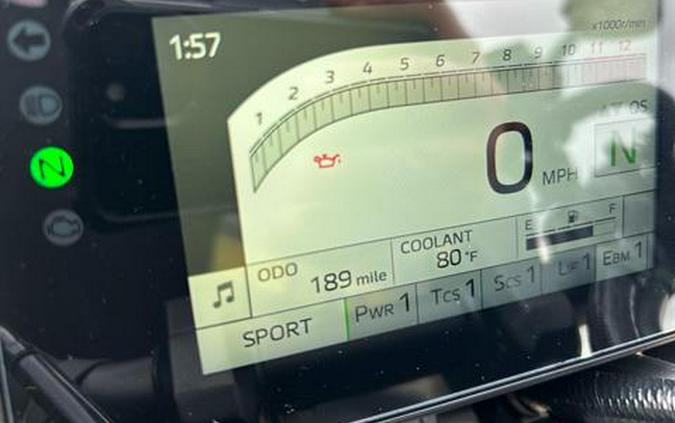 1:57
x1000r/min
1 2 3 4 5 6 7 8 9 10 11 12
QS
0 MPH N
N
E F
ODO
189 mile
COOLANT
80 °F
SPORT
PWR 1
TCS 1
SCS 1
LIF 1
EBM 1